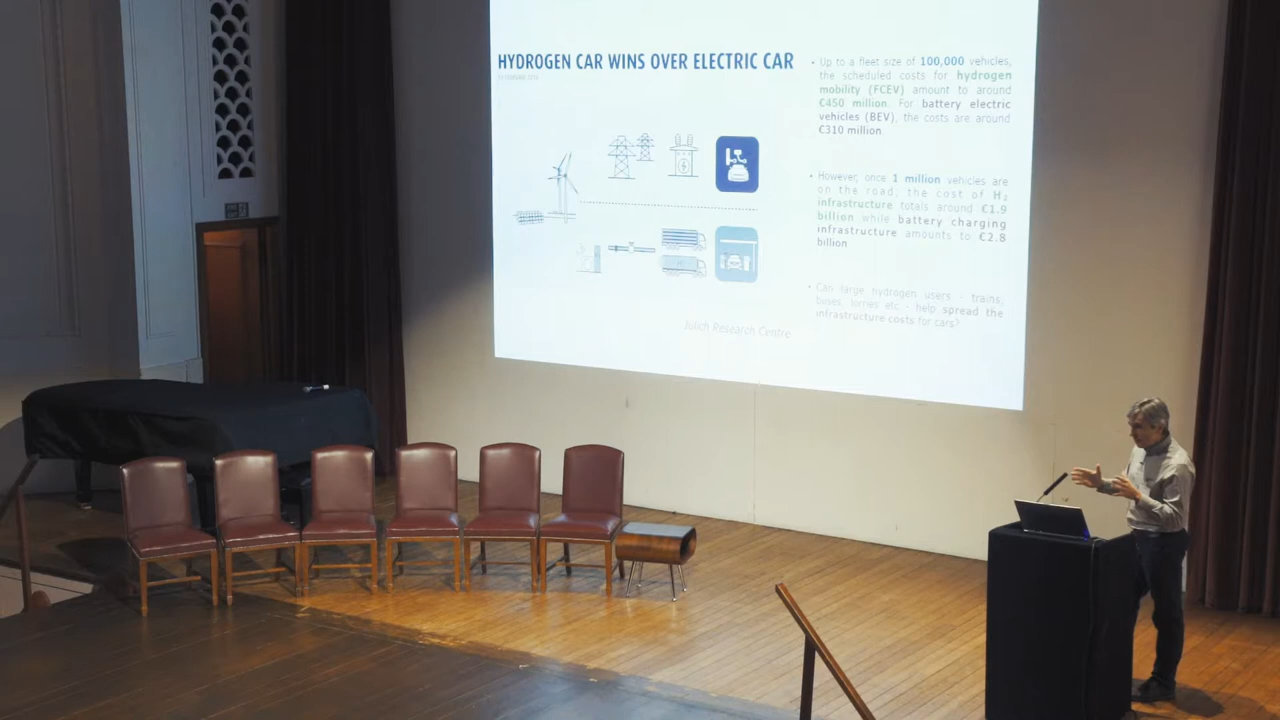 HYDROGEN CAR WINS OVER ELECTRIC CAR
• Up to a fleet size of 100,000 vehicles,
the scheduled costs for hydrogen
mobility (FCEV) amount to around
€450 million. For battery electric
vehicles (BEV), the costs are around
€310 million.
• However, once 1 million vehicles are
on the road, the cost of H₂
infrastructure totals around €1.9
billion while battery charging
infrastructure amounts to €2.8
billion
• Can large hydrogen users - trains,
buses, lorries etc - help spread the
infrastructure costs for cars?
Jülich Research Centre